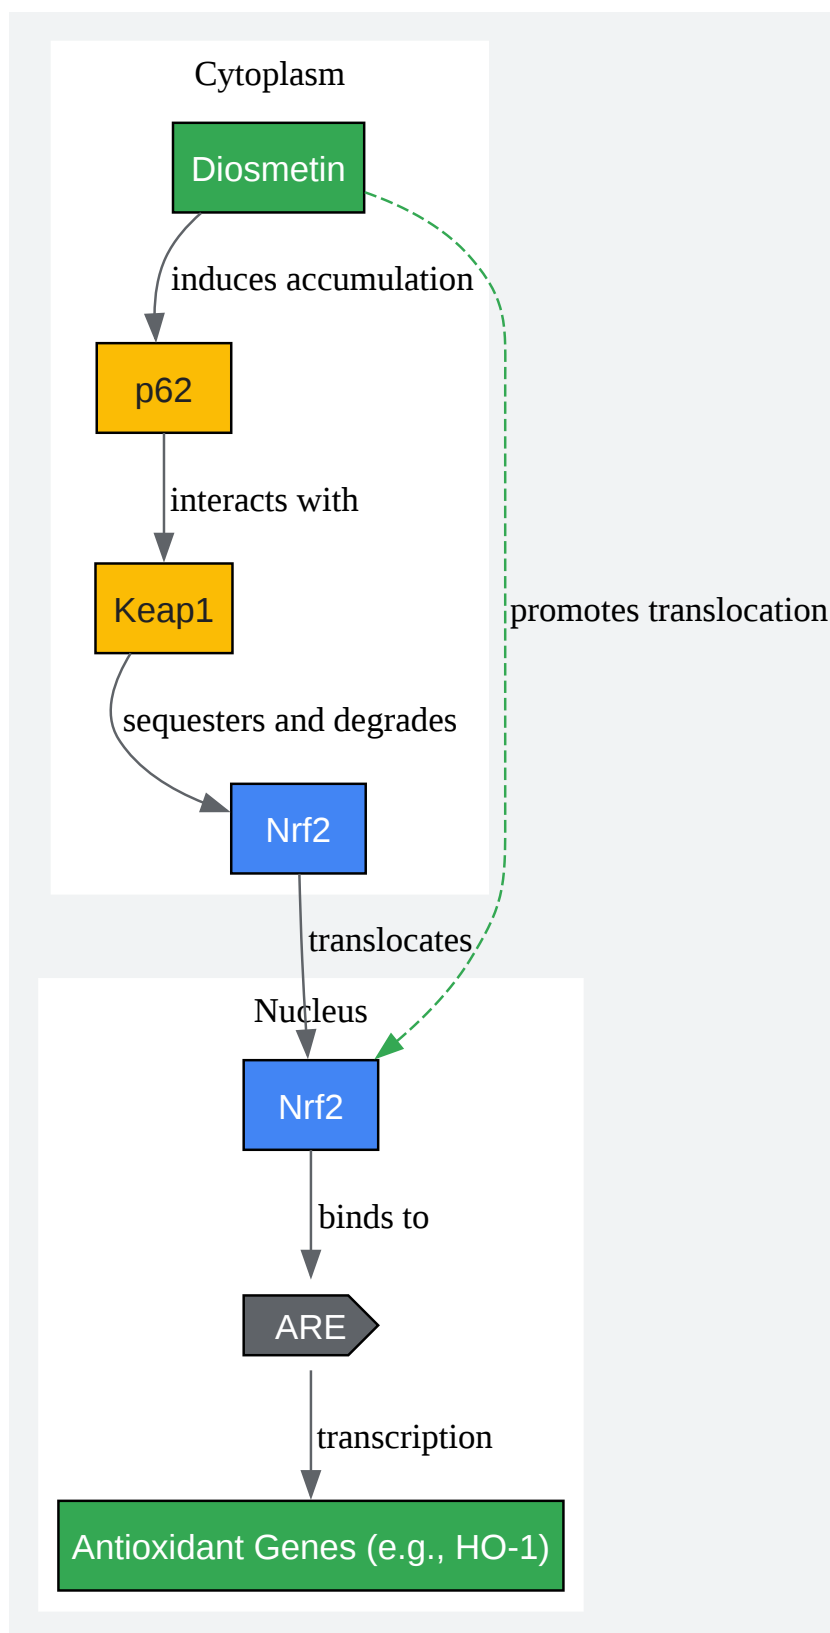 Cytoplasm
Diosmetin
induces accumulation
p62
interacts with
Keap1
promotes translocation
sequesters and degrades
Nrf2
translocates
Nucleus
Nrf2
binds to
ARE
transcription
Antioxidant Genes (e.g., HO-1)